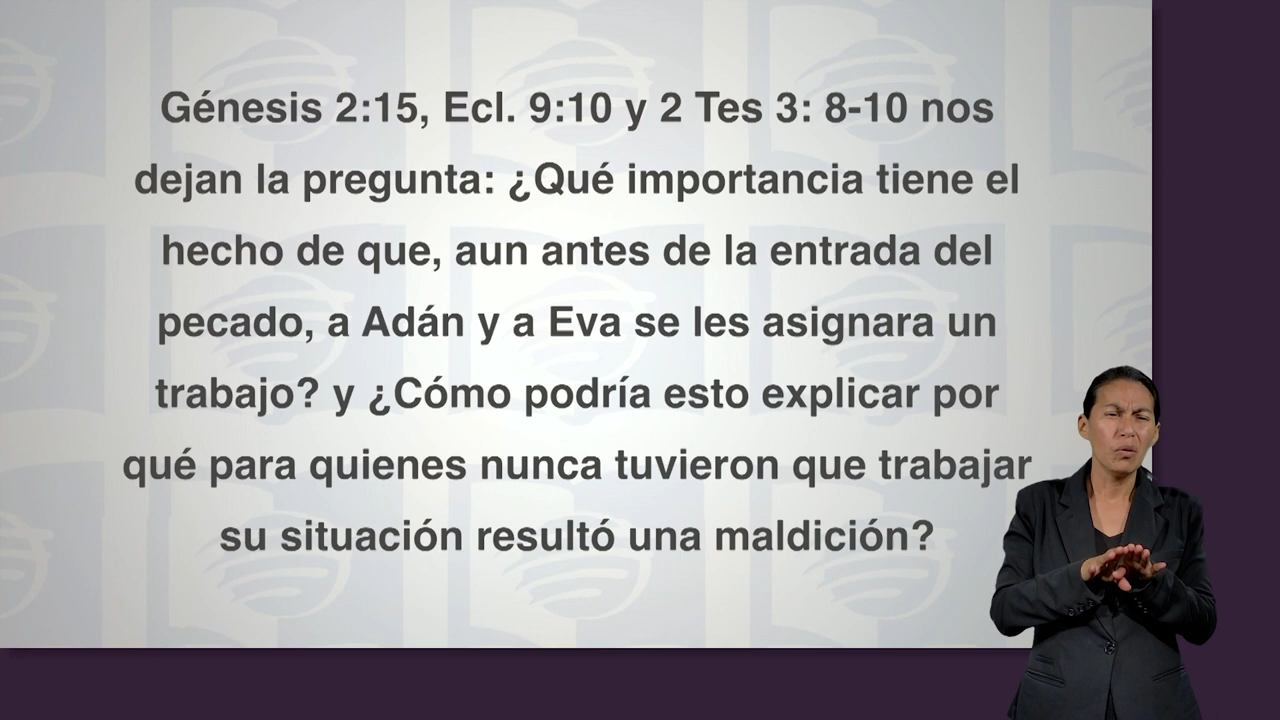 Génesis 2:15, Ecl. 9:10 y 2 Tes 3: 8-10 nos
dejan la pregunta: ¿Qué importancia tiene el
hecho de que, aun antes de la entrada del
pecado, a Adán y a Eva se les asignara un
trabajo? y ¿Cómo podría esto explicar por
qué para quienes nunca tuvieron que trabajar
su situación resultó una maldición?